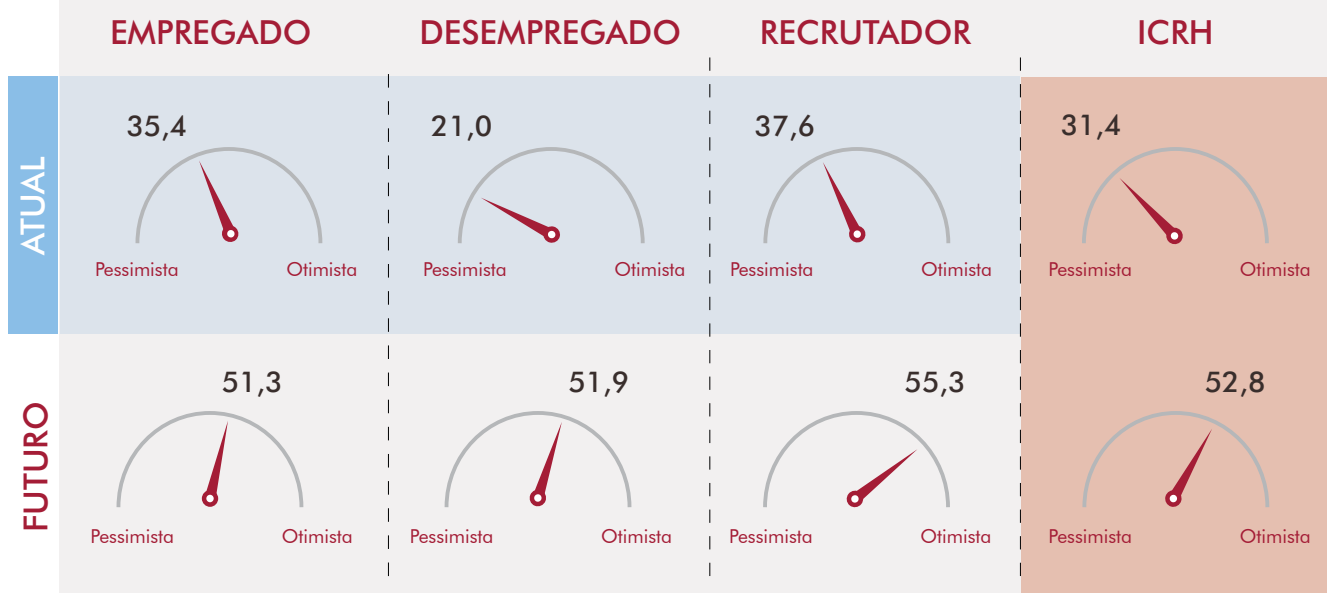 EMPREGADO DESEMPREGADO RECRUTADOR ICRH
ATUAL
35,4 21,0 37,6 31,4
Pessimista Otimista Pessimista Otimista Pessimista Otimista Pessimista Otimista
FUTURO
51,3 51,9 55,3 52,8
Pessimista Otimista Pessimista Otimista Pessimista Otimista Pessimista Otimista